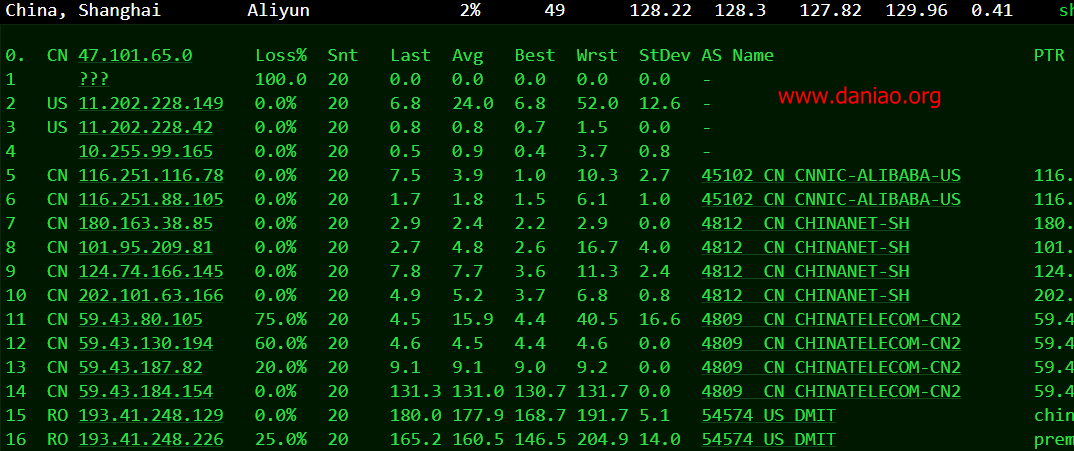 China, Shanghai Aliyun 2% 49 128.22 128.3 127.82 129.96 0.41 sh
0. CN 47.101.65.0 Loss% Snt Last Avg Best Wrst StDev AS Name PTR
1 ??? 100.0 20 0.0 0.0 0.0 0.0 0.0 -
2 US 11.202.228.149 0.0% 20 6.8 24.0 6.8 52.0 12.6 -
www.daniao.org
3 US 11.202.228.42 0.0% 20 0.8 0.8 0.7 1.5 0.0 -
4 10.255.99.165 0.0% 20 0.5 0.9 0.4 3.7 0.8 -
5 CN 116.251.116.78 0.0% 20 7.5 3.9 1.0 10.3 2.7 45102 CN CNNIC-ALIBABA-US 116.
6 CN 116.251.88.105 0.0% 20 1.7 1.8 1.5 6.1 1.0 45102 CN CNNIC-ALIBABA-US 116.
7 CN 180.163.38.85 0.0% 20 2.9 2.4 2.2 2.9 0.0 4812 CN CHINANET-SH 180.
8 CN 101.95.209.81 0.0% 20 2.7 4.8 2.6 16.7 4.0 4812 CN CHINANET-SH 101.
9 CN 124.74.166.145 0.0% 20 7.8 7.7 3.6 11.3 2.4 4812 CN CHINANET-SH 124.
10 CN 202.101.63.166 0.0% 20 4.9 5.2 3.7 6.8 0.8 4812 CN CHINANET-SH 202.
11 CN 59.43.80.105 75.0% 20 4.5 15.9 4.4 40.5 16.6 4809 CN CHINATELECOM-CN2 59.4
12 CN 59.43.130.194 60.0% 20 4.6 4.5 4.4 4.6 0.0 4809 CN CHINATELECOM-CN2 59.4
13 CN 59.43.187.82 20.0% 20 9.1 9.1 9.0 9.2 0.0 4809 CN CHINATELECOM-CN2 59.4
14 CN 59.43.184.154 0.0% 20 131.3 131.0 130.7 131.7 0.0 4809 CN CHINATELECOM-CN2 59.4
15 RO 193.41.248.129 0.0% 20 180.0 177.9 168.7 191.7 5.1 54574 US DMIT chin
16 RO 193.41.248.226 25.0% 20 165.2 160.5 146.5 204.9 14.0 54574 US DMIT prem